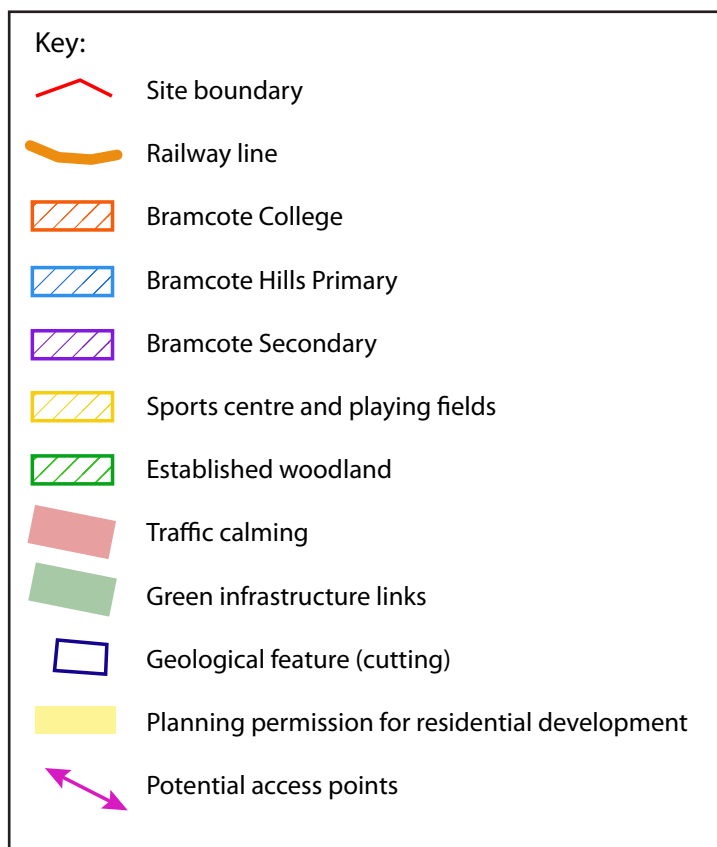 Key:
Site boundary
Railway line
Bramcote College
Bramcote Hills Primary
Bramcote Secondary
Sports centre and playing fields
Established woodland
Traffic calming
Green infrastructure links
Geological feature (cutting)
Planning permission for residential development
Potential access points